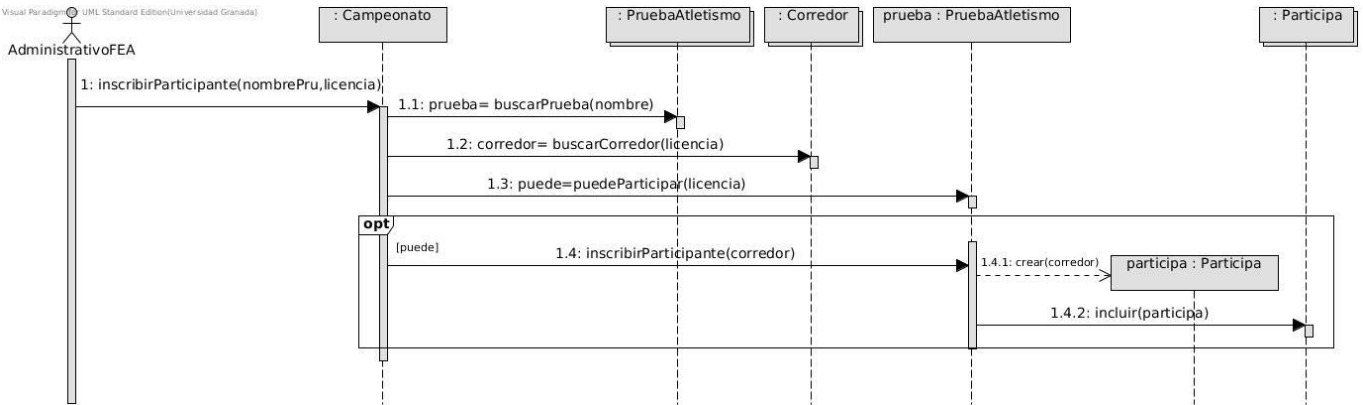 Visual Paradigm for UML Standard Edition(Universidad Granada)
AdministrativoFEA
: Campeonato
: PruebaAtletismo
: Corredor
prueba : PruebaAtletismo
: Participa
1: inscribirParticipante(nombrePru,licencia)
1.1: prueba= buscarPrueba(nombre)
1.2: corredor= buscarCorredor(licencia)
1.3: puede=puedeParticipar(licencia)
opt
[puede]
1.4: inscribirParticipante(corredor)
1.4.1: crear(corredor)
participa : Participa
1.4.2: incluir(participa)